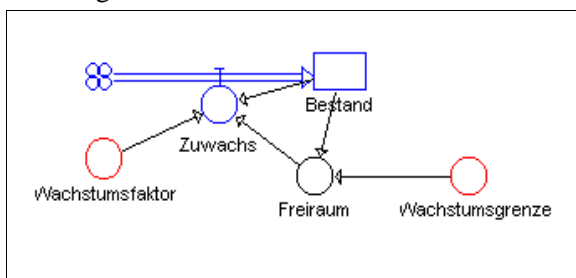 Bestand
Zuwachs
Wachstumsfaktor
Freiraum
Wachstumsgrenze